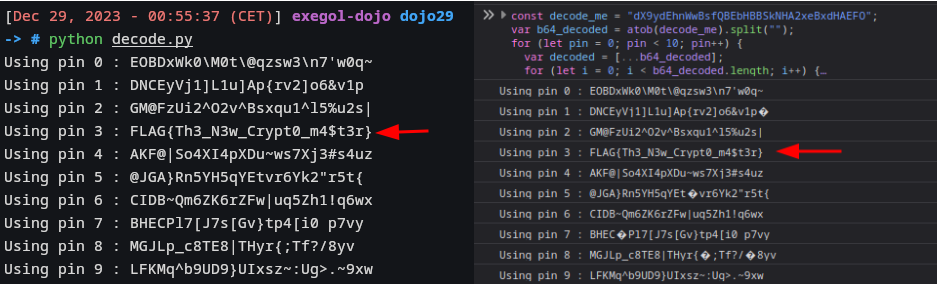 [Dec 29, 2023 - 00:55:37 (CET)] exegol-dojo dojo29
-> # python decode.py
Using pin 0 : EOBDxWk0\M0t\@qzsw3\n7'w0q~
Using pin 1 : DNCEyVj1]L1u]Ap{rv2]o6&v1p
Using pin 2 : GM@FzUi2^O2v^Bsxqu1^l5%u2s|
Using pin 3 : FLAG{Th3_N3w_Crypt0_m4$t3r}
Using pin 4 : AKF@|So4XI4pXDu~ws7Xj3#s4uz
Using pin 5 : @JGA}Rn5YH5qYEtvr6Yk2"r5t{
Using pin 6 : CIDB~Qm6ZK6rZFw|uq5Zh1!q6wx
Using pin 7 : BHECPl7[J7s[Gv}tp4[i0 p7vy
Using pin 8 : MGJLp_c8TE8|THyr{;Tf?/8yv
Using pin 9 : LFKMq^b9UD9}UIxsz~:Ug>.~9xw
const decode_me = "dX9ydEhnWwBsfQBEbHBBSkNHA2xeBxdHAEFO";
var b64_decoded = atob(decode_me).split("");
for (let pin = 0; pin < 10; pin++) {
var decoded = [...b64_decoded];
for (let i = 0; i < b64_decoded.length; i++) {…
Using pin 0 : EOBDxWk0\M0t\@qzsw3\n7'w0q~
Using pin 1 : DNCEyVj1]L1u]Ap{rv2]o6&v1p�
Using pin 2 : GM@FzUi2^O2v^Bsxqu1^l5%u2s|
Using pin 3 : FLAG{Th3_N3w_Crypt0_m4$t3r}
Using pin 4 : AKF@|So4XI4pXDu~ws7Xj3#s4uz
Using pin 5 : @JGA}Rn5YH5qYEt�vr6Yk2"r5t{
Using pin 6 : CIDB~Qm6ZK6rZFw|uq5Zh1!q6wx
Using pin 7 : BHEC�Pl7[J7s[Gv}tp4[i0 p7vy
Using pin 8 : MGJLp_c8TE8|THyr{�;Tf?/�8yv
Using pin 9 : LFKMq^b9UD9}UIxsz~:Ug>.~9xw